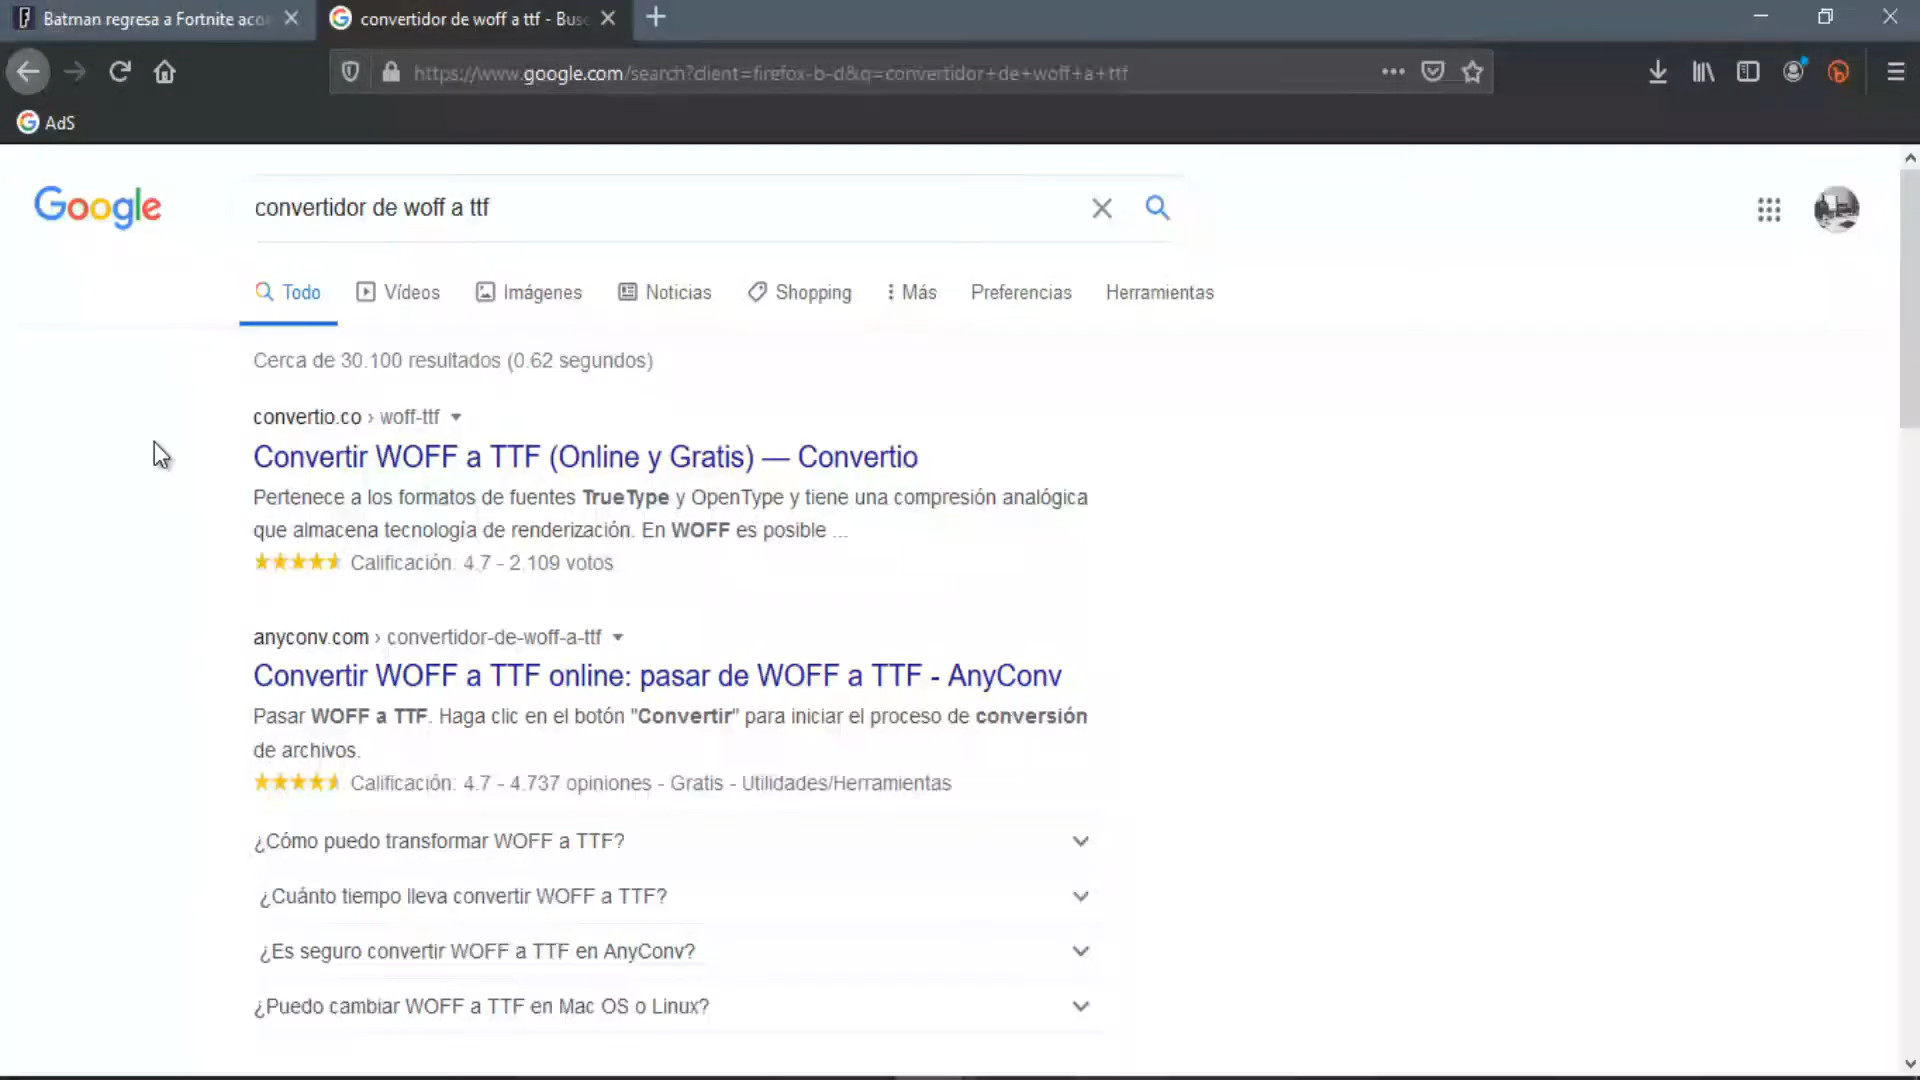 Batman regresa a Fortnite aco
convertidor de woff a ttf - Bus
https://www.google.com/search?client=firefox-b-d&q=convertidor+de+woff+a+ttf
AdS
Google
convertidor de woff a ttf
Todo
Vídeos
Imágenes
Noticias
Shopping
Más
Preferencias
Herramientas
Cerca de 30.100 resultados (0.62 segundos)
convertio.co › woff-ttf
Convertir WOFF a TTF (Online y Gratis) — Convertio
Pertenece a los formatos de fuentes TrueType y OpenType y tiene una compresión analógica
que almacena tecnología de renderización. En WOFF es posible ...
Calificación: 4.7 - 2.109 votos
anyconv.com › convertidor-de-woff-a-ttf
Convertir WOFF a TTF online: pasar de WOFF a TTF - AnyConv
Pasar WOFF a TTF. Haga clic en el botón "Convertir" para iniciar el proceso de conversión
de archivos.
Calificación: 4.7 - 4.737 opiniones - Gratis - Utilidades/Herramientas
¿Cómo puedo transformar WOFF a TTF?
¿Cuánto tiempo lleva convertir WOFF a TTF?
¿Es seguro convertir WOFF a TTF en AnyConv?
¿Puedo cambiar WOFF a TTF en Mac OS o Linux?